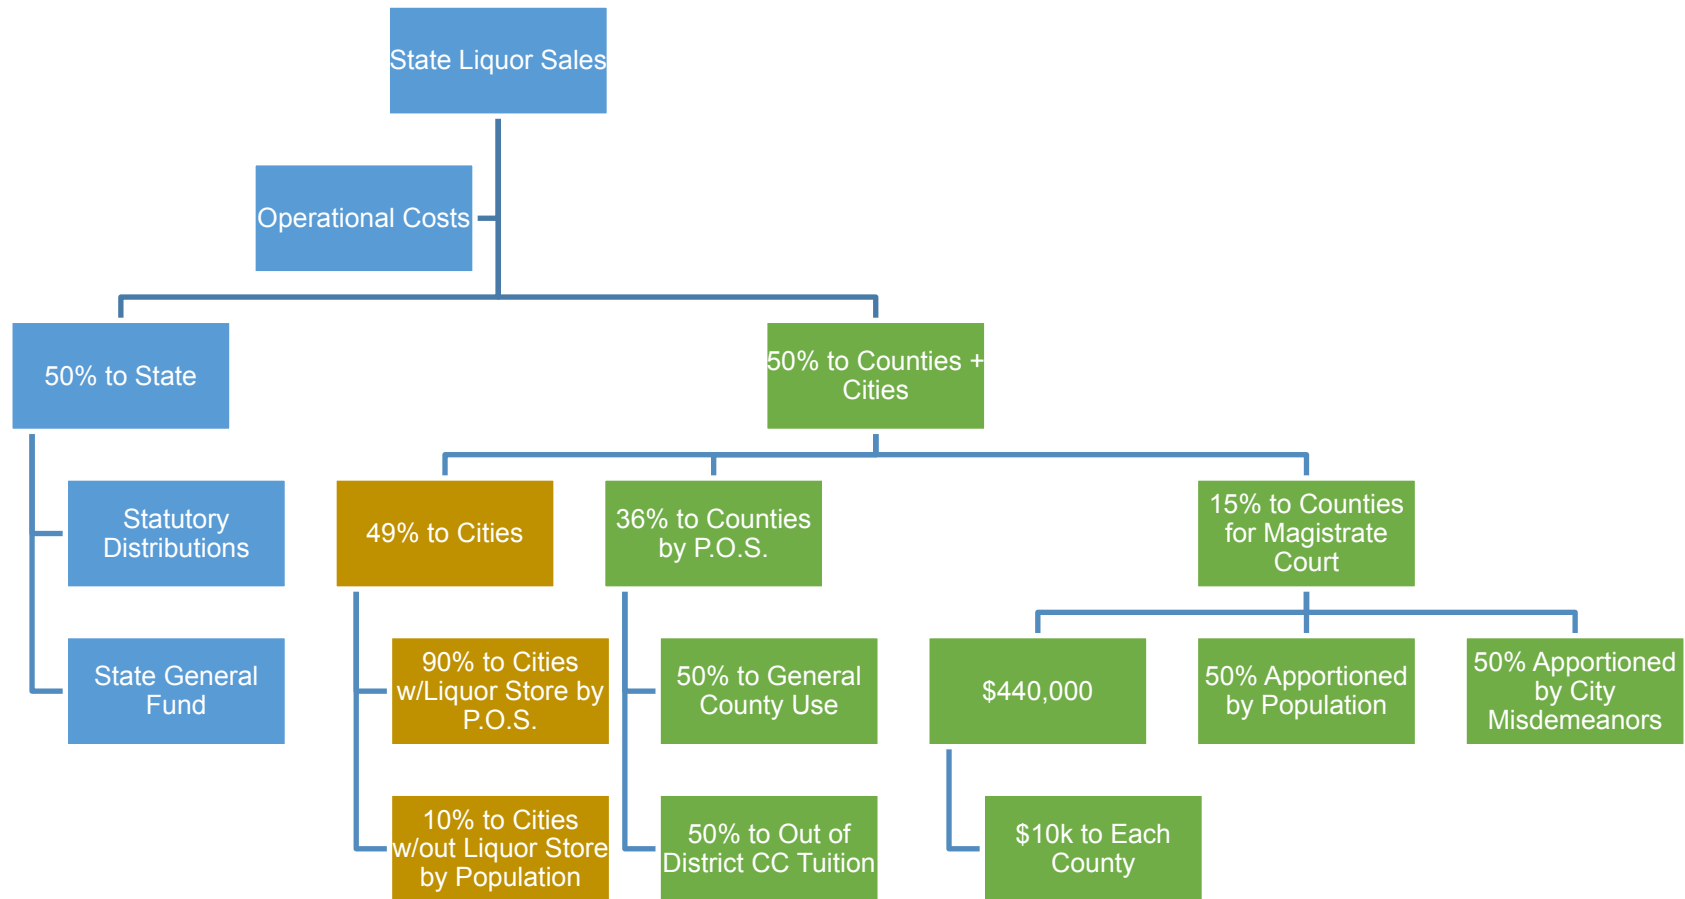 State Liquor Sales
Operational Costs
50% to State
50% to Counties +
Cities
Statutory
Distributions
State General
Fund
49% to Cities
90% to Cities
w/Liquor Store by
P.O.S.
10% to Cities
w/out Liquor Store
by Population
36% to Counties
by P.O.S.
50% to General
County Use
50% to Out of
District CC Tuition
15% to Counties
for Magistrate
Court
$440,000
$10k to Each
County
50% Apportioned
by Population
50% Apportioned
by City
Misdemeanors